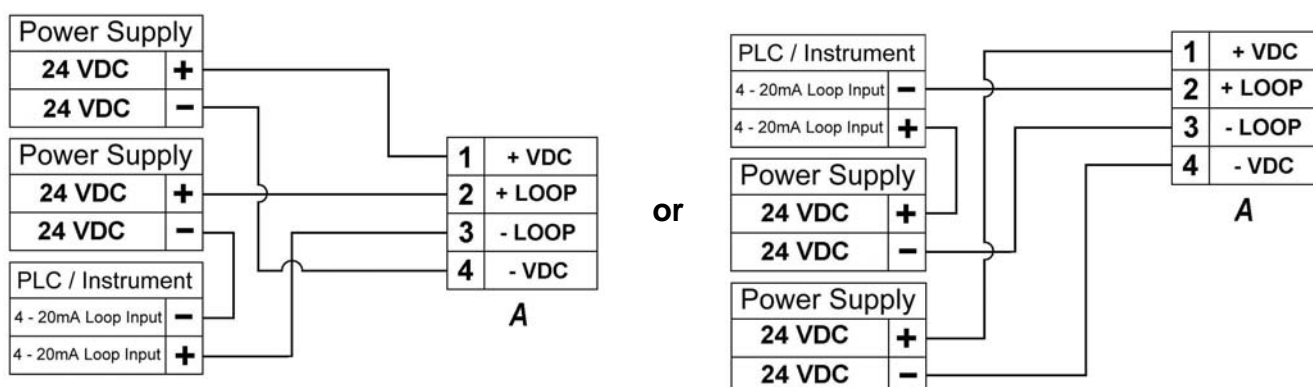 Power Supply
24 VDC +
24 VDC −
Power Supply
24 VDC +
24 VDC −
PLC / Instrument
4 - 20mA Loop Input −
4 - 20mA Loop Input +
1 + VDC
2 + LOOP
3 - LOOP
4 - VDC
A
or
PLC / Instrument
4 - 20mA Loop Input −
4 - 20mA Loop Input +
Power Supply
24 VDC +
24 VDC −
Power Supply
24 VDC +
24 VDC −
1 + VDC
2 + LOOP
3 - LOOP
4 - VDC
A